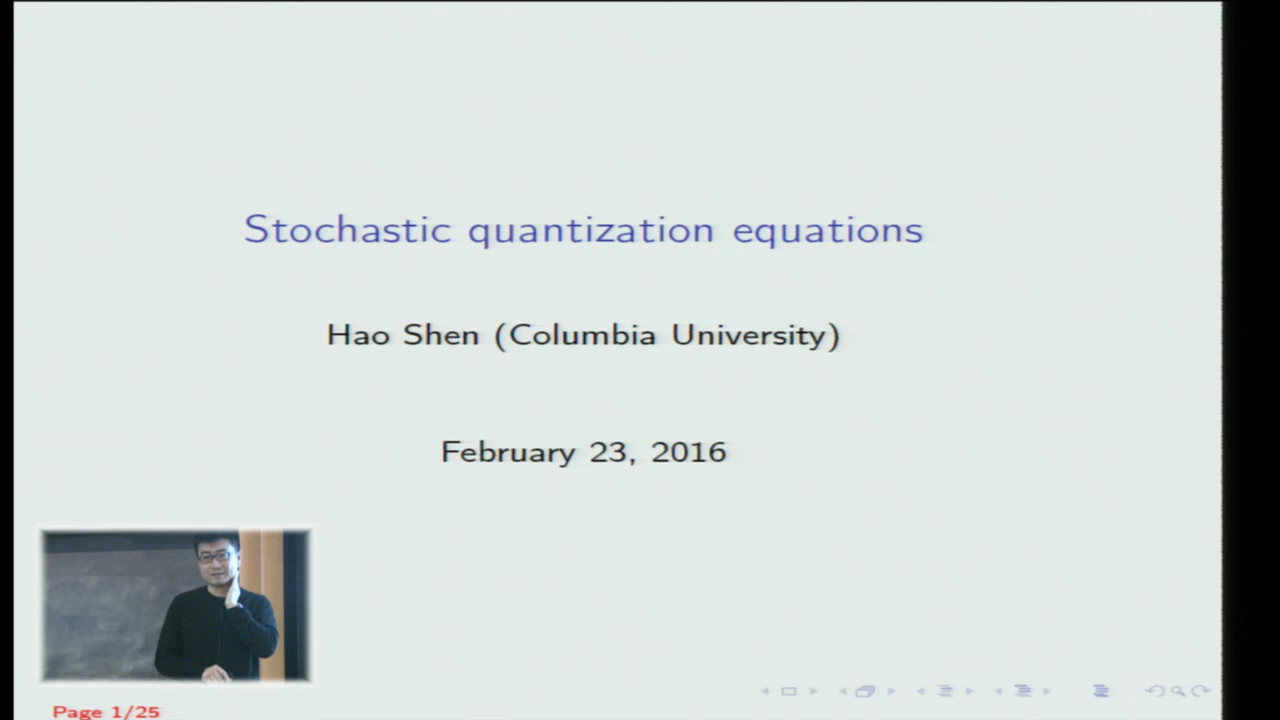 Stochastic quantization equations
Hao Shen (Columbia University)
February 23, 2016
Page 1/25